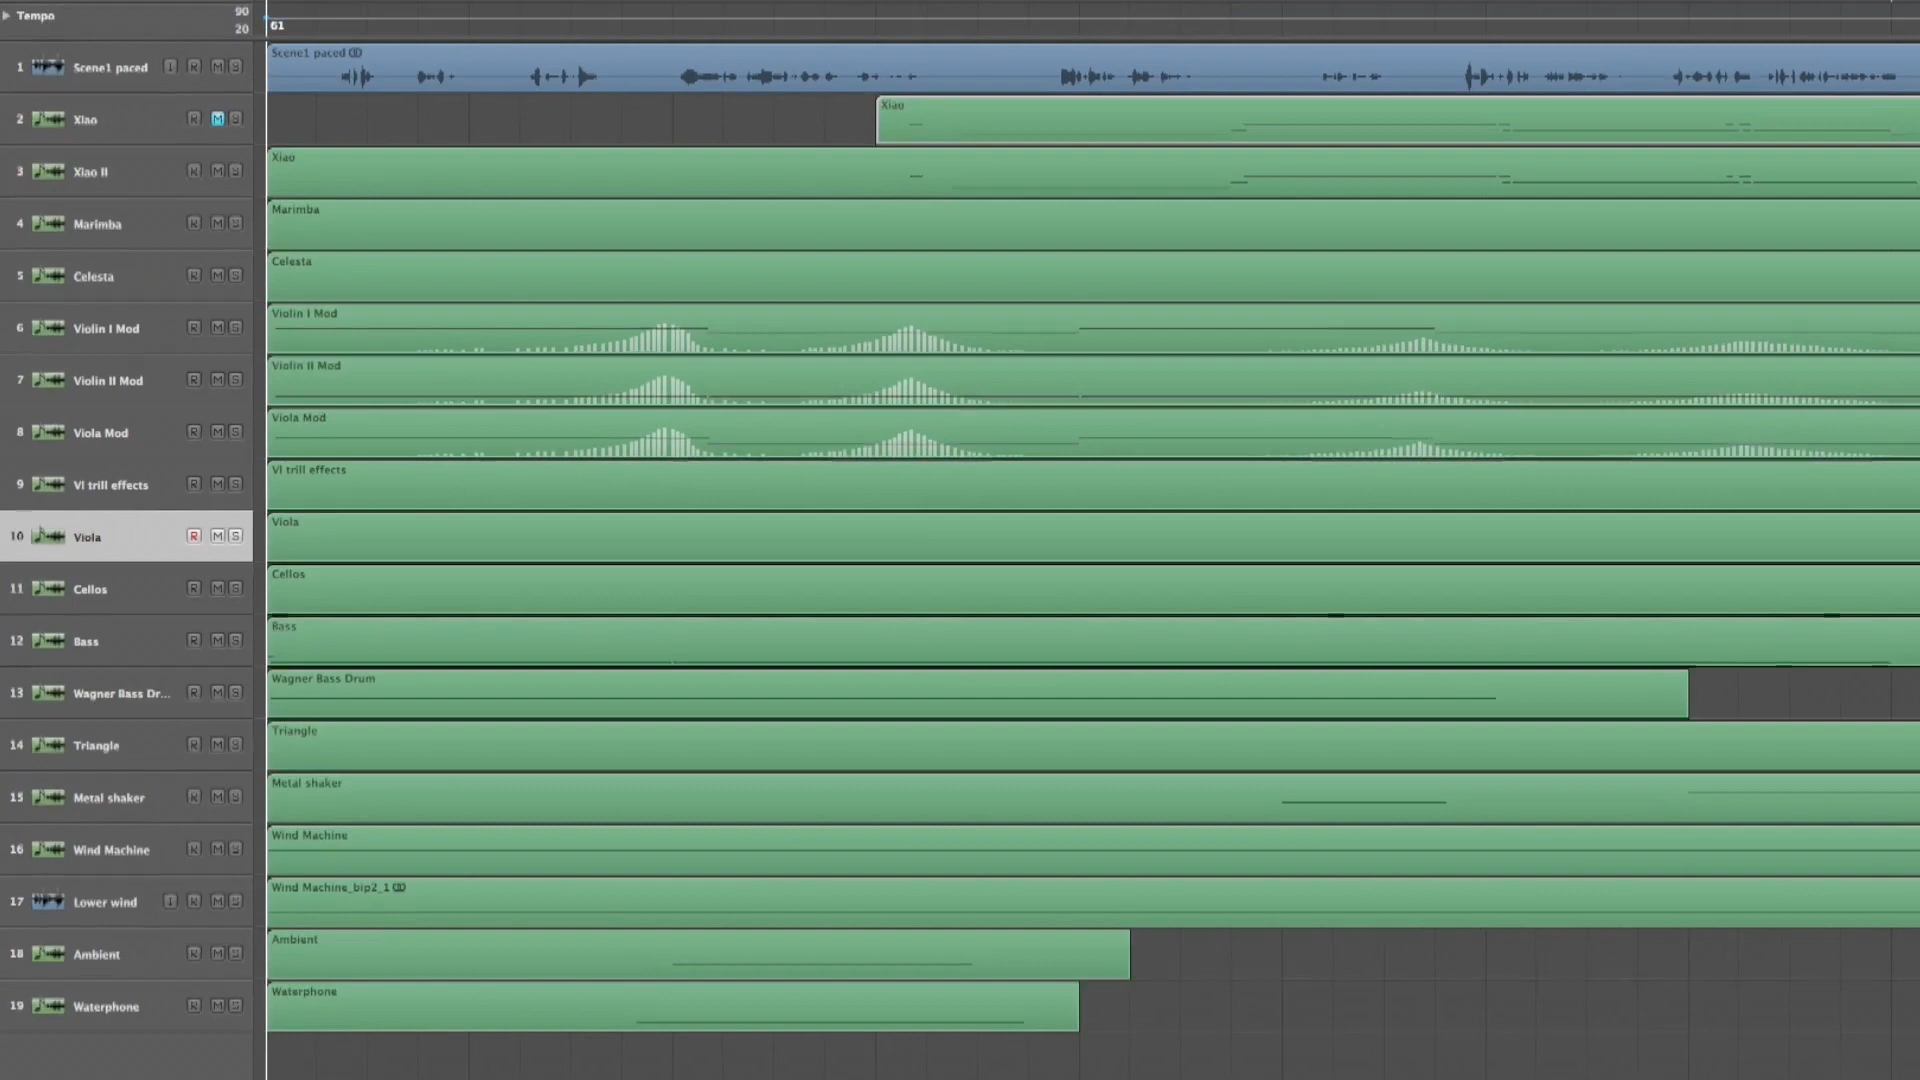 Tempo 90
20
61
1 Scene1 paced I R M S
Scene1 paced
2 Xiao R M S
Xiao
3 Xiao II R M S
Xiao
4 Marimba R M S
Marimba
5 Celesta R M S
Celesta
6 Violin I Mod R M S
Violin I Mod
7 Violin II Mod R M S
Violin II Mod
8 Viola Mod R M S
Viola Mod
9 Vl trill effects R M S
Vl trill effects
10 Viola R M S
Viola
11 Cellos R M S
Cellos
12 Bass R M S
Bass
13 Wagner Bass Dr... R M S
Wagner Bass Drum
14 Triangle R M S
Triangle
15 Metal shaker R M S
Metal shaker
16 Wind Machine R M S
Wind Machine
17 Lower wind I R M S
Wind Machine_bip2_1
18 Ambient R M S
Ambient
19 Waterphone R M S
Waterphone